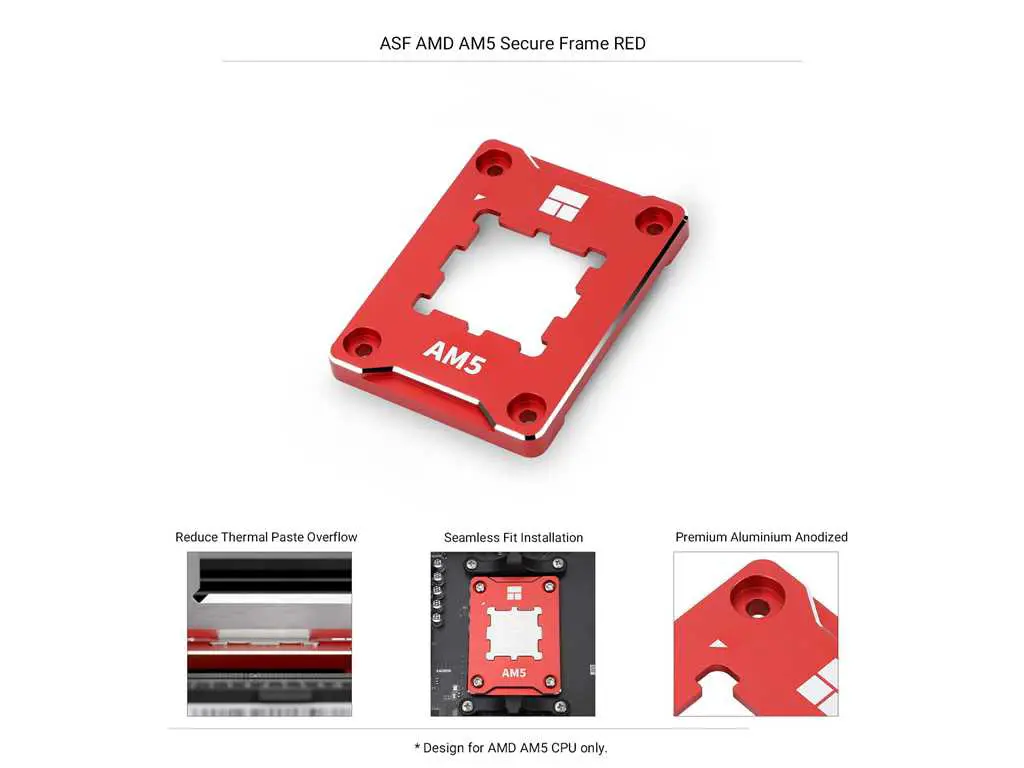 ASF AMD AM5 Secure Frame RED
AM5
Reduce Thermal Paste Overflow
Seamless Fit Installation
Premium Aluminium Anodized
AM5
* Design for AMD AM5 CPU only.